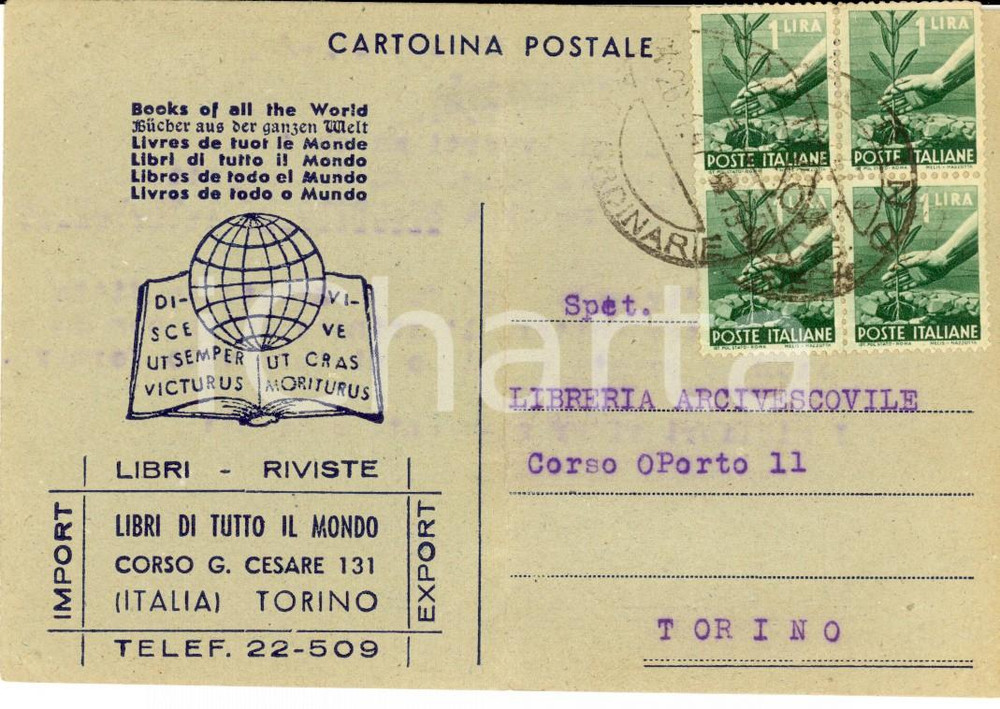 CARTOLINA POSTALE
Books of all the World
Bücher aus der ganzen Welt
Livres de tuot le Monde
Libri di tutto il Mondo
Libros de todo el Mundo
Livros de todo o Mundo
DI-
SCE
UT SEMPER
VICTURUS
VI-
VE
UT CRAS
MORITURUS
LIBRI - RIVISTE
IMPORT
LIBRI DI TUTTO IL MONDO
CORSO G. CESARE 131
(ITALIA) TORINO
EXPORT
TELEF. 22-509
1 LIRA
POSTE ITALIANE
1 LIRA
POSTE ITALIANE
1 LIRA
POSTE ITALIANE
1 LIRA
POSTE ITALIANE
Spet.
LIBRERIA ARCIVESCOVILE
Corso OPorto 11
TORINO
charta